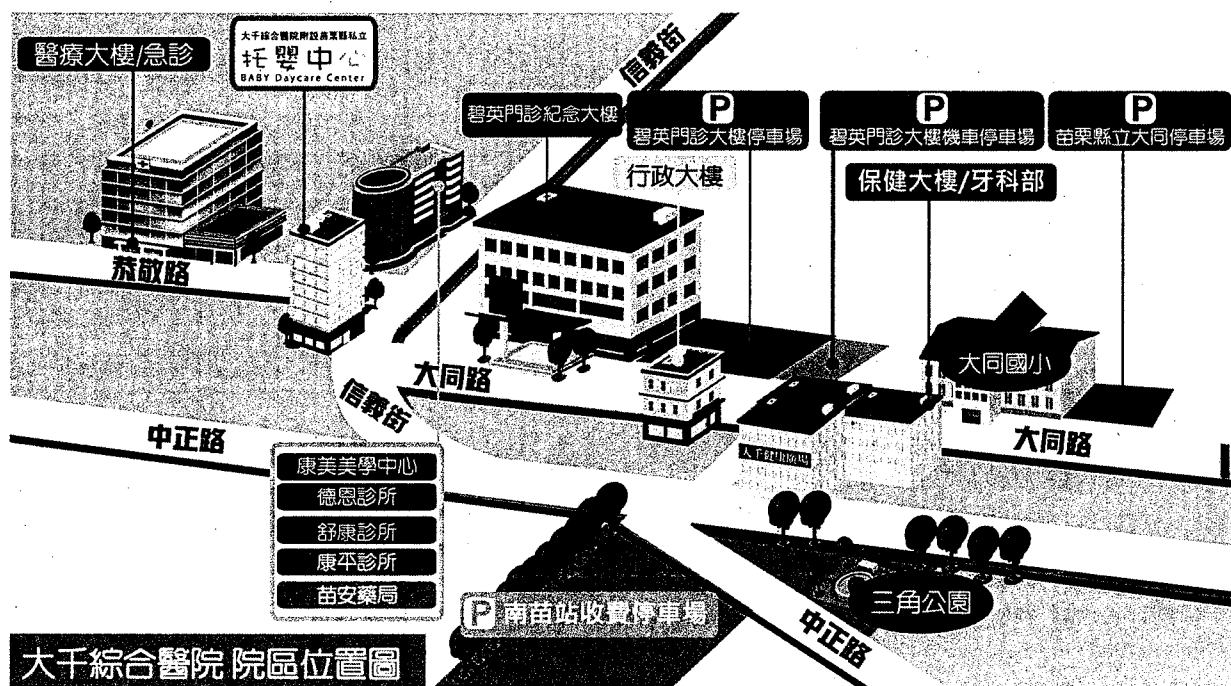 大千綜合醫院附設苗栗縣私立
托嬰中心
BABY Daycare Center
醫療大樓/急診
信義街
碧英門診紀念大樓
P
碧英門診大樓停車場
P
碧英門診大樓機車停車場
P
苗栗縣立大同停車場
行政大樓
保健大樓/牙科部
恭敬路
大同路
大同國小
信義街
中正路
大同路
大千健康廣場
康美美學中心
德恩診所
舒康診所
康平診所
苗安藥局
三角公園
P 南苗站收費停車場
中正路
大千綜合醫院 院區位置圖